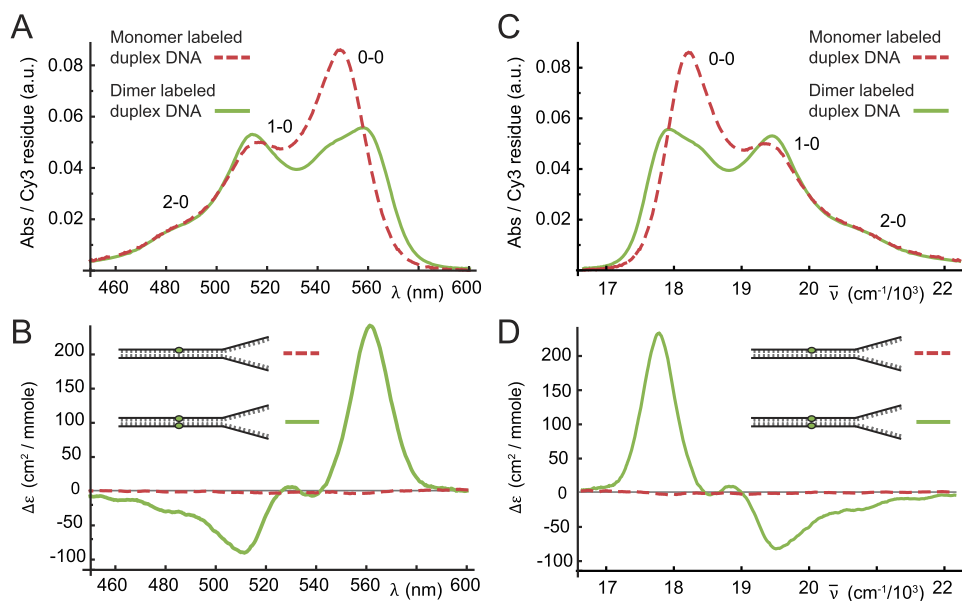 A
Monomer labeled
duplex DNA
Dimer labeled
duplex DNA
0-0
1-0
2-0
Abs / Cy3 residue (a.u.)
0.08
0.06
0.04
0.02
460 480 500 520 540 560 580 600
λ (nm)
C
Monomer labeled
duplex DNA
Dimer labeled
duplex DNA
0-0
1-0
2-0
Abs / Cy3 residue (a.u.)
0.08
0.06
0.04
0.02
17 18 19 20 22
ν̅ (cm⁻¹/10³)
B
Δε (cm² / mmole)
200
150
100
50
0
-50
-100
460 480 500 520 540 560 600
λ (nm)
D
Δε (cm² / mmole)
200
150
100
50
0
-50
-100
17 18 19 20 22
ν̅ (cm⁻¹/10³)